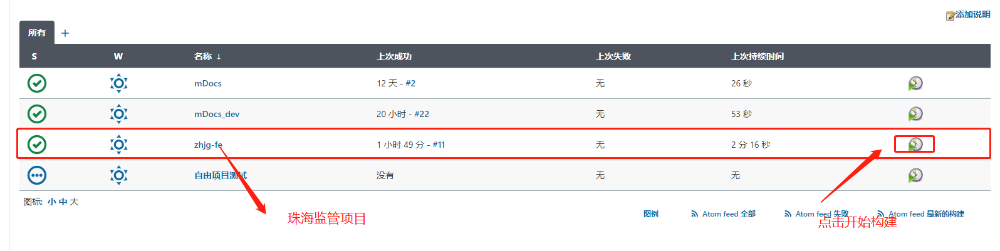 添加说明
所有 +
S W 名称 ↓ 上次成功 上次失败 上次持续时间
mDocs 12 天 - #2 无 26 秒
mDocs_dev 20 小时 - #22 无 53 秒
zhjg-fe 1 小时 49 分 - #11 无 2 分 16 秒
自由项目测试 没有 无 无
图标: 小 中 大
图例 Atom feed 全部 Atom feed 失败 Atom feed 最新的构建
珠海监管项目
点击开始构建